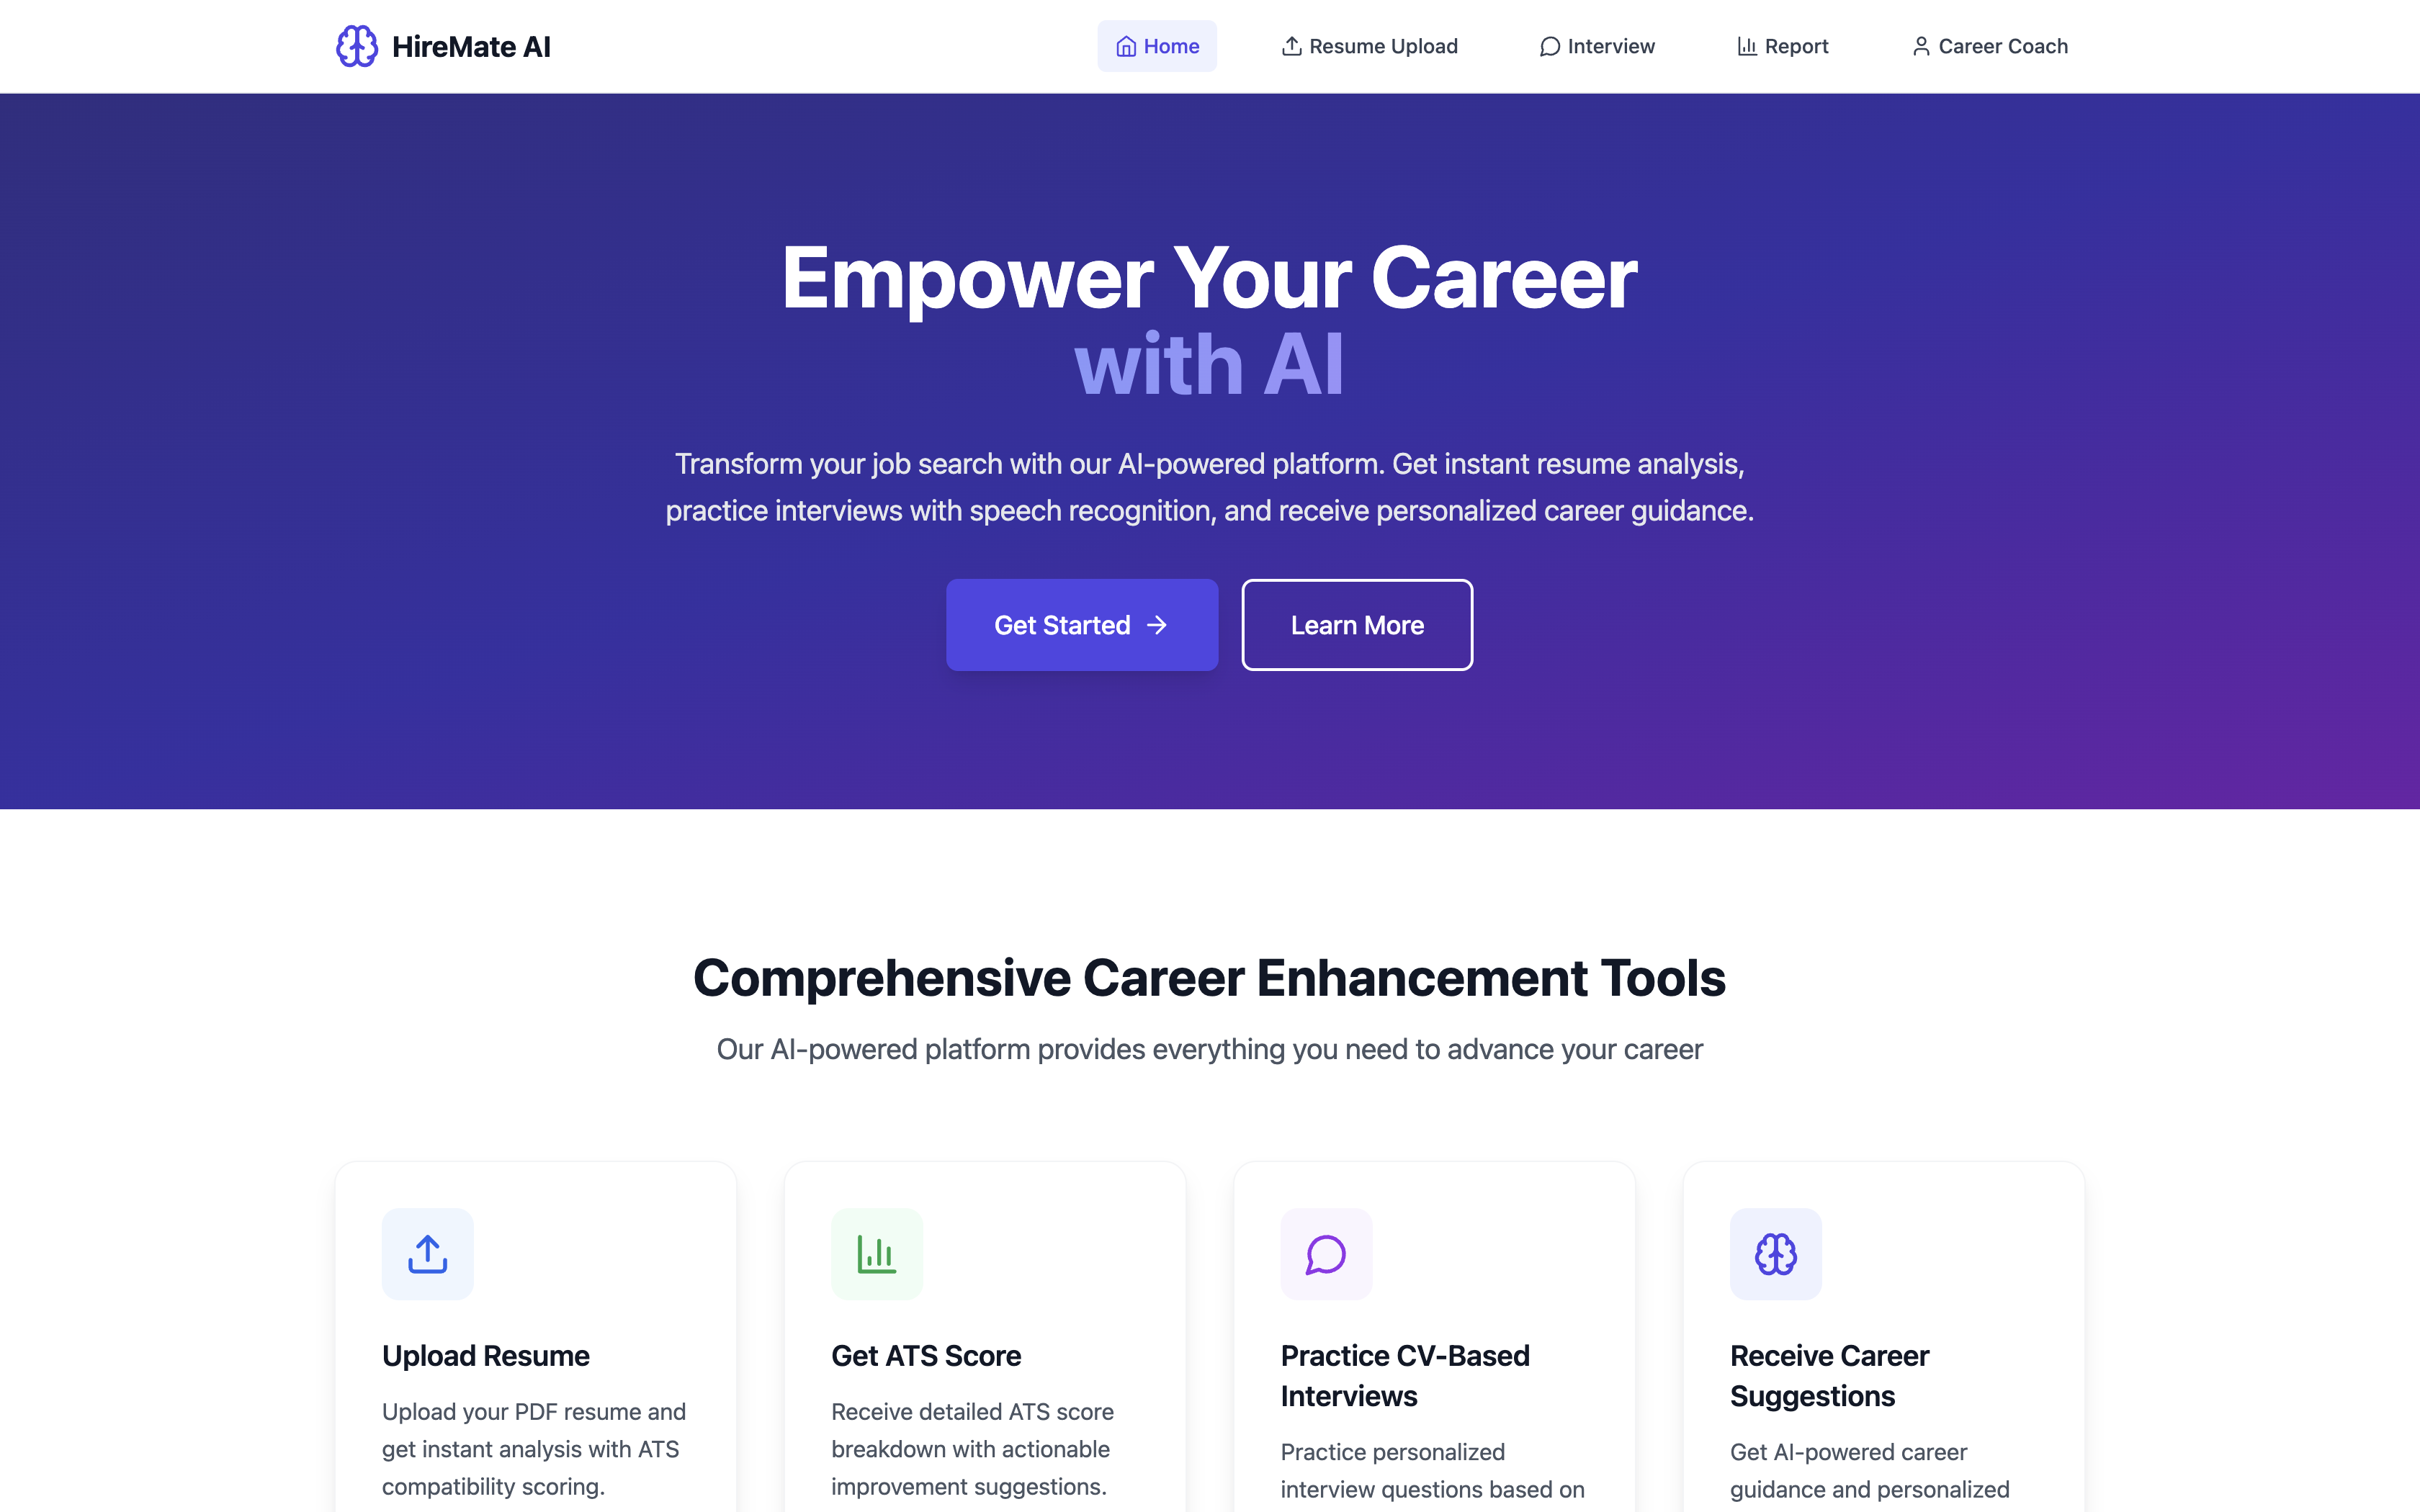 HireMate AI
Home
Resume Upload
Interview
Report
Career Coach
Empower Your Career
with AI
Transform your job search with our AI-powered platform. Get instant resume analysis,
practice interviews with speech recognition, and receive personalized career guidance.
Get Started
Learn More
Comprehensive Career Enhancement Tools
Our AI-powered platform provides everything you need to advance your career
Upload Resume
Upload your PDF resume and
get instant analysis with ATS
compatibility scoring.
Get ATS Score
Receive detailed ATS score
breakdown with actionable
improvement suggestions.
Practice CV-Based
Interviews
Practice personalized
interview questions based on
Receive Career
Suggestions
Get AI-powered career
guidance and personalized